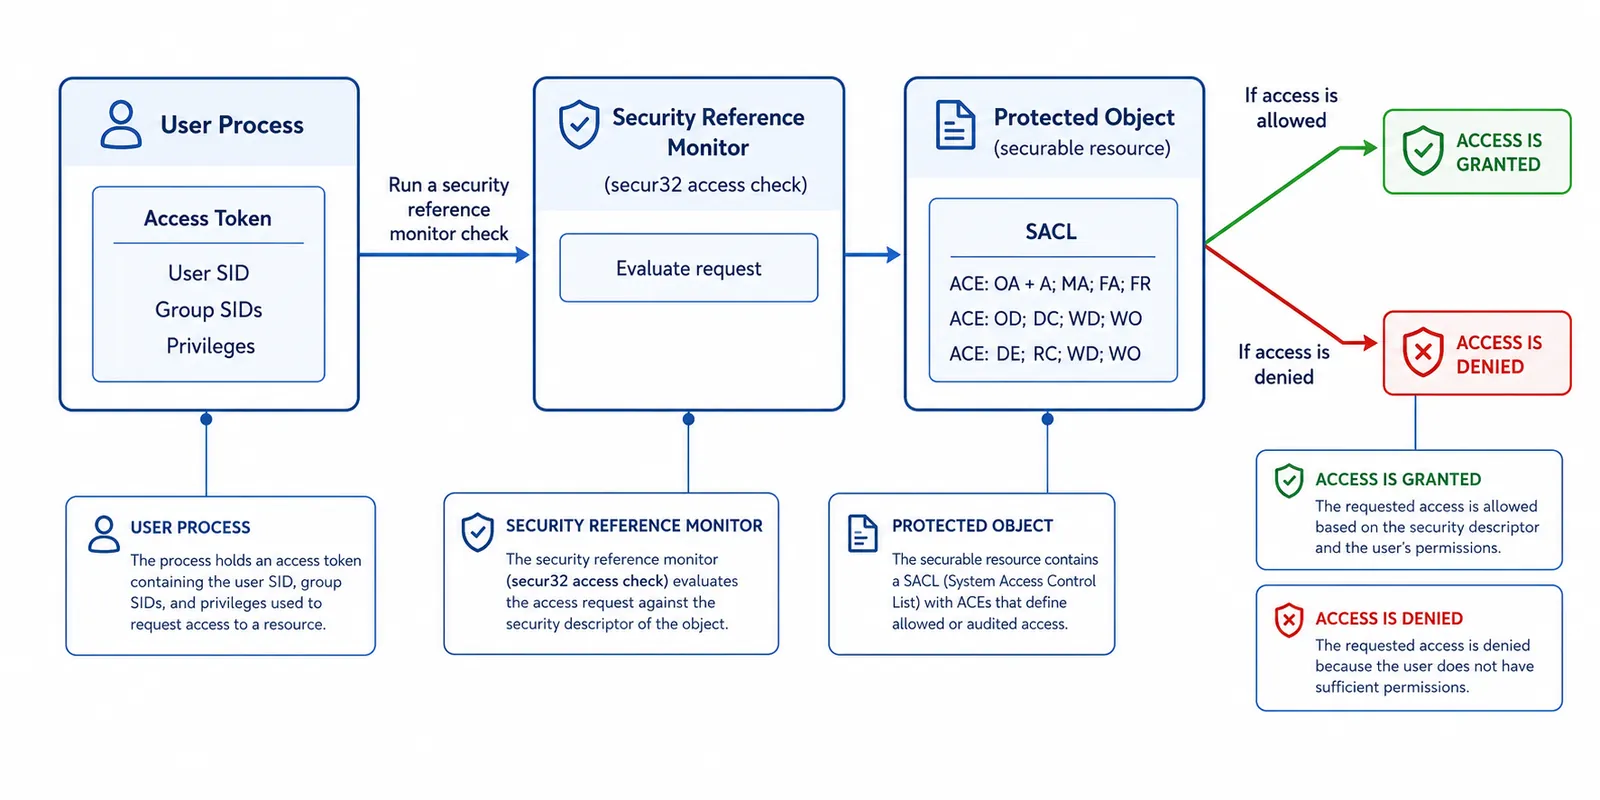 User Process
Access Token
User SID
Group SIDs
Privileges
Run a security
reference
monitor check
Security Reference
Monitor
(secur32 access check)
Evaluate request
Protected Object
(securable resource)
SACL
ACE: OA + A; MA; FA; FR
ACE: OD; DC; WD; WO
ACE: DE; RC; WD; WO
If access is
allowed
ACCESS IS
GRANTED
If access is
denied
ACCESS IS
DENIED
USER PROCESS
The process holds an access token
containing the user SID, group
SIDs, and privileges used to
request access to a resource.
SECURITY REFERENCE MONITOR
The security reference monitor
(secur32 access check) evaluates
the access request against the
security descriptor of the object.
PROTECTED OBJECT
The securable resource contains
a SACL (System Access Control
List) with ACEs that define
allowed or audited access.
ACCESS IS GRANTED
The requested access is allowed
based on the security descriptor
and the user's permissions.
ACCESS IS DENIED
The requested access is denied
because the user does not have
sufficient permissions.